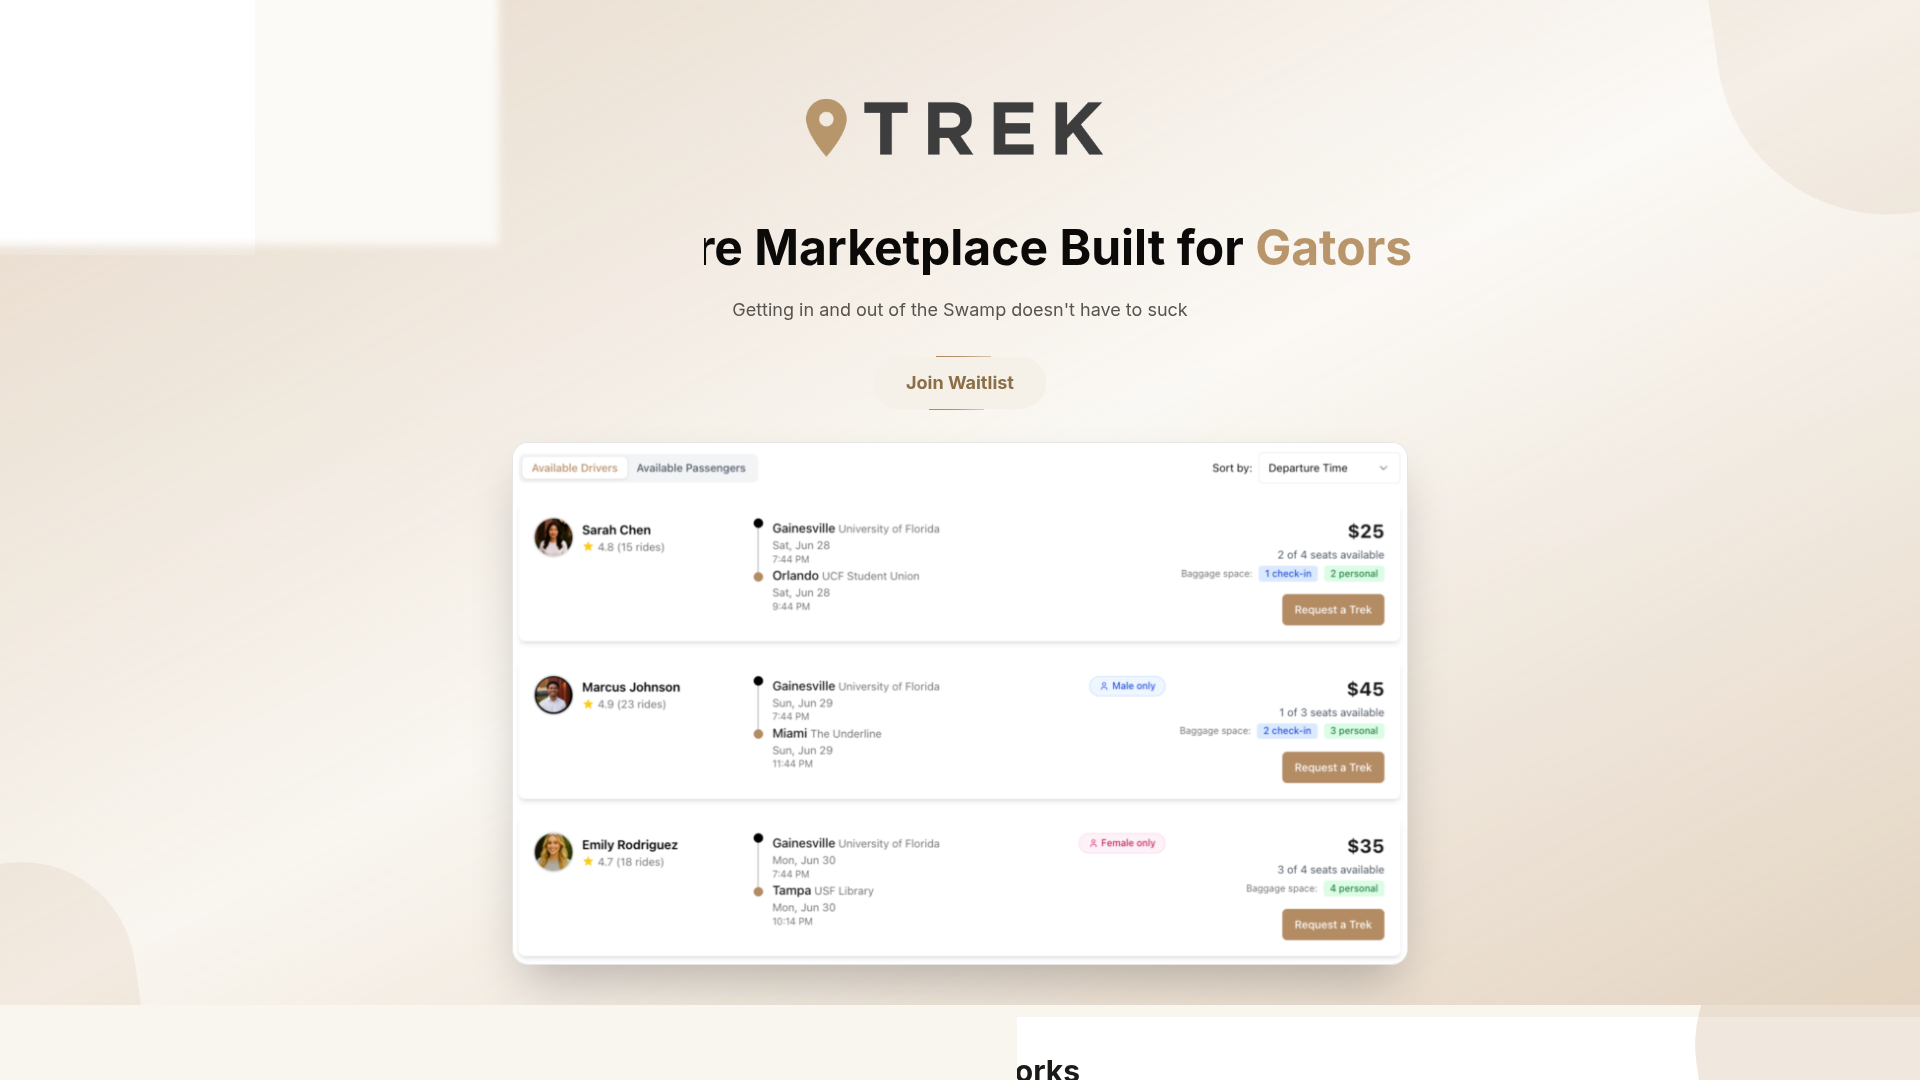 TREK
re Marketplace Built for Gators
Getting in and out of the Swamp doesn't have to suck
Join Waitlist
Available Drivers Available Passengers Sort by: Departure Time
Sarah Chen
4.8 (15 rides)
Gainesville University of Florida
Sat, Jun 28
7:44 PM
Orlando UCF Student Union
Sat, Jun 28
9:44 PM
$25
2 of 4 seats available
Baggage space: 1 check-in 2 personal
Request a Trek
Marcus Johnson
4.9 (23 rides)
Gainesville University of Florida
Sun, Jun 29
7:44 PM
Miami The Underline
Sun, Jun 29
11:44 PM
Male only
$45
1 of 3 seats available
Baggage space: 2 check-in 3 personal
Request a Trek
Emily Rodriguez
4.7 (18 rides)
Gainesville University of Florida
Mon, Jun 30
7:44 PM
Tampa USF Library
Mon, Jun 30
10:14 PM
Female only
$35
3 of 4 seats available
Baggage space: 4 personal
Request a Trek
orks